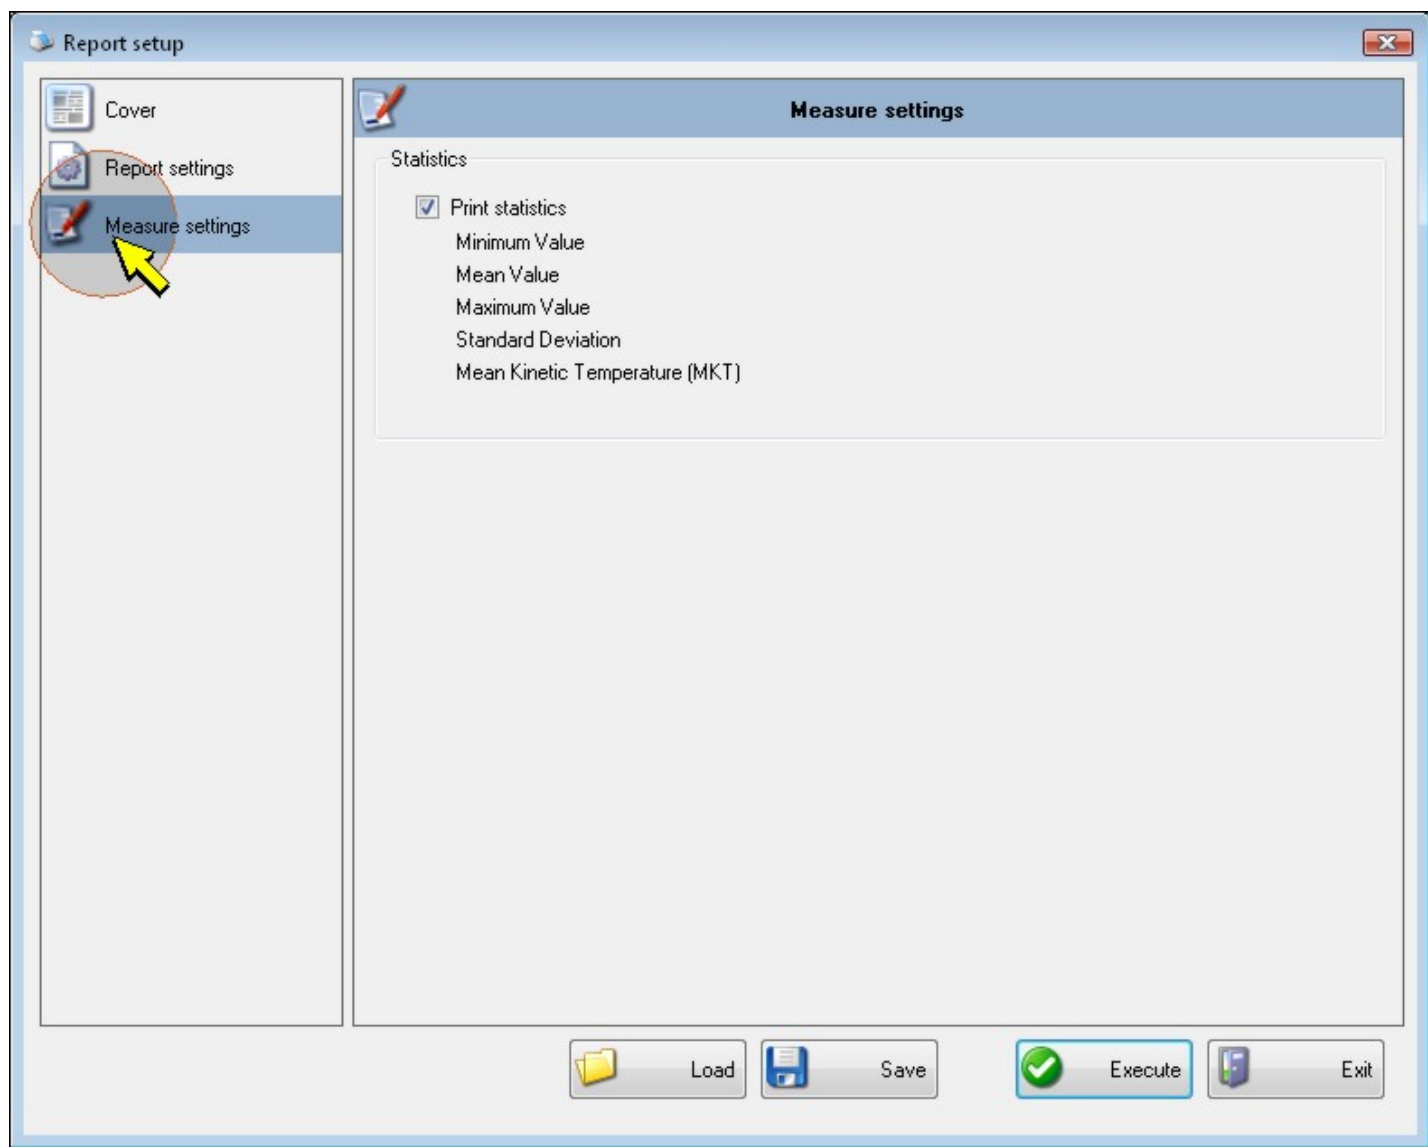 Report setup
Cover
Report settings
Measure settings
Measure settings
Statistics
Print statistics
Minimum Value
Mean Value
Maximum Value
Standard Deviation
Mean Kinetic Temperature (MKT)
Load
Save
Execute
Exit